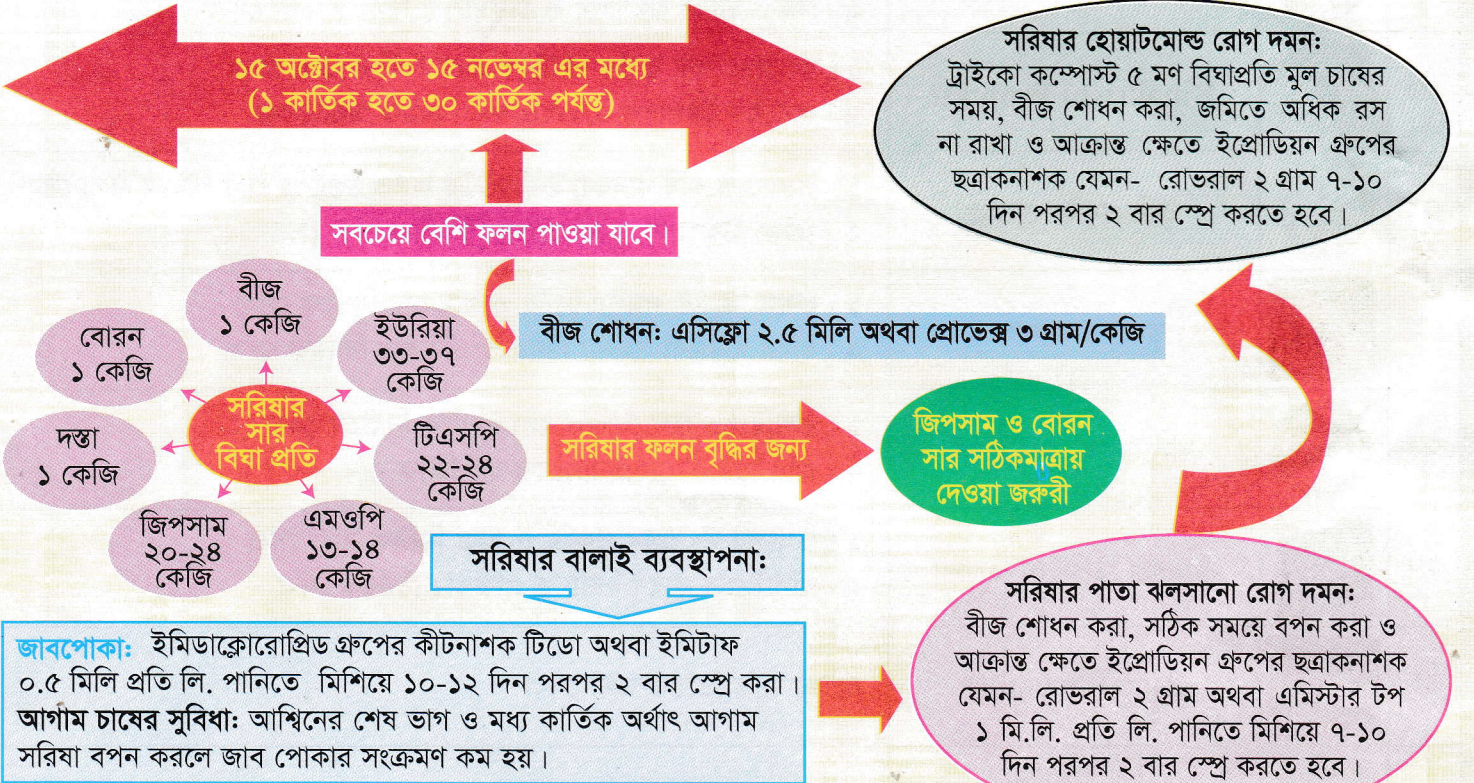 ১৫ অক্টোবর হতে ১৫ নভেম্বর এর মধ্যে
(১ কার্তিক হতে ৩০ কার্তিক পর্যন্ত)
সবচেয়ে বেশি ফলন পাওয়া যাবে।
বীজ শোধন: এসিফ্লো ২.৫ মিলি অথবা প্রোভেক্স ৩ গ্রাম/কেজি
সরিষার
সার
বিঘা প্রতি
বীজ
১ কেজি
ইউরিয়া
৩৩-৩৭
কেজি
টিএসপি
২২-২৪
কেজি
এমওপি
১৩-১৪
কেজি
জিপসাম
২০-২৪
কেজি
দস্তা
১ কেজি
বোরন
১ কেজি
সরিষার ফলন বৃদ্ধির জন্য
জিপসাম ও বোরন
সার সঠিকমাত্রায়
দেওয়া জরুরী
সরিষার বালাই ব্যবস্থাপনা:
জাবপোকা: ইমিডাক্লোরোপ্রিড গ্রুপের কীটনাশক টিডো অথবা ইমিটাফ
০.৫ মিলি প্রতি লি. পানিতে মিশিয়ে ১০-১২ দিন পরপর ২ বার স্প্রে করা।
আগাম চাষের সুবিধা: আশ্বিনের শেষ ভাগ ও মধ্য কার্তিক অর্থাৎ আগাম
সরিষা বপন করলে জাব পোকার সংক্রমণ কম হয়।
সরিষার পাতা ঝলসানো রোগ দমন:
বীজ শোধন করা, সঠিক সময়ে বপন করা ও
আক্রান্ত ক্ষেতে ইপ্রোডিয়ন গ্রুপের ছত্রাকনাশক
যেমন- রোভরাল ২ গ্রাম অথবা এমিস্টার টপ
১ মি.লি. প্রতি লি. পানিতে মিশিয়ে ৭-১০
দিন পরপর ২ বার স্প্রে করতে হবে।
সরিষার হোয়াটমোল্ড রোগ দমন:
ট্রাইকো কম্পোস্ট ৫ মণ বিঘাপ্রতি মুল চাষের
সময়, বীজ শোধন করা, জমিতে অধিক রস
না রাখা ও আক্রান্ত ক্ষেতে ইপ্রোডিয়ন গ্রুপের
ছত্রাকনাশক যেমন- রোভরাল ২ গ্রাম ৭-১০
দিন পরপর ২ বার স্প্রে করতে হবে।